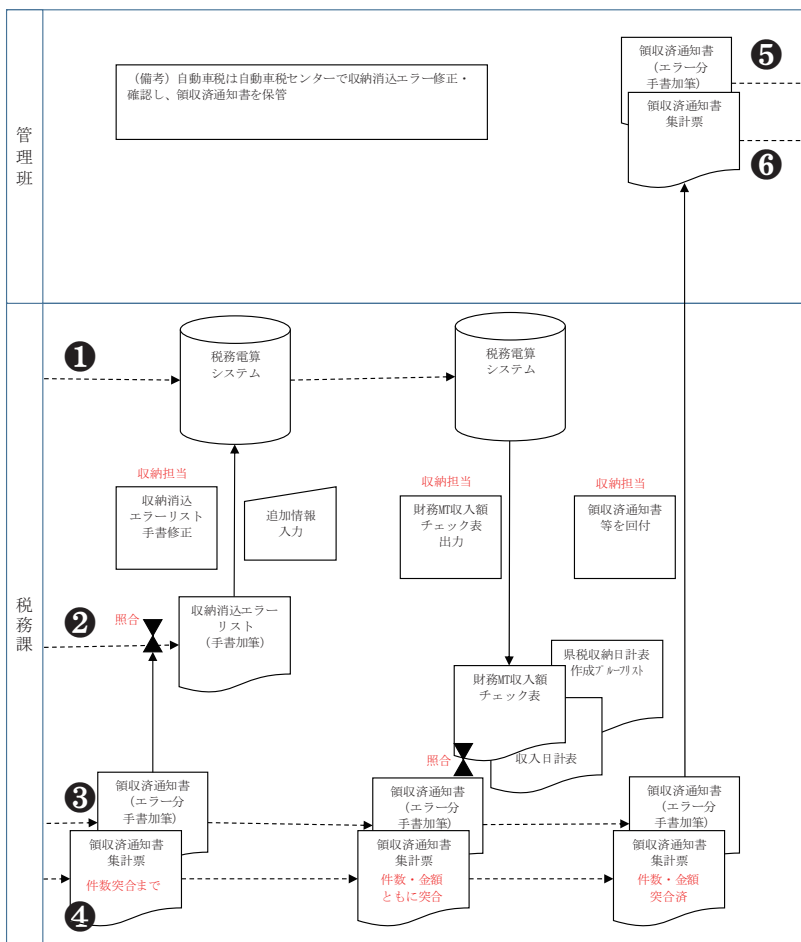 管理班
(備考)自動車税は自動車税センターで収納消込エラー修正・
確認し、領収済通知書を保管
領収済通知書
(エラー分
手書加筆)
❺
領収済通知書
集計票
❻
税務課
❶
税務電算
システム
税務電算
システム
収納担当
収納消込
エラーリスト
手書修正
追加情報
入力
収納担当
財務MT収入額
チェック表
出力
収納担当
領収済通知書
等を回付
❷
照合
収納消込エラー
リスト
(手書加筆)
財務MT収入額
チェック表
県税収納日計表
作成プルーフリスト
収入日計表
照合
❸
領収済通知書
(エラー分
手書加筆)
領収済通知書
集計票
件数突合まで
❹
領収済通知書
(エラー分
手書加筆)
領収済通知書
集計票
件数・金額
ともに突合
領収済通知書
(エラー分
手書加筆)
領収済通知書
集計票
件数・金額
突合済